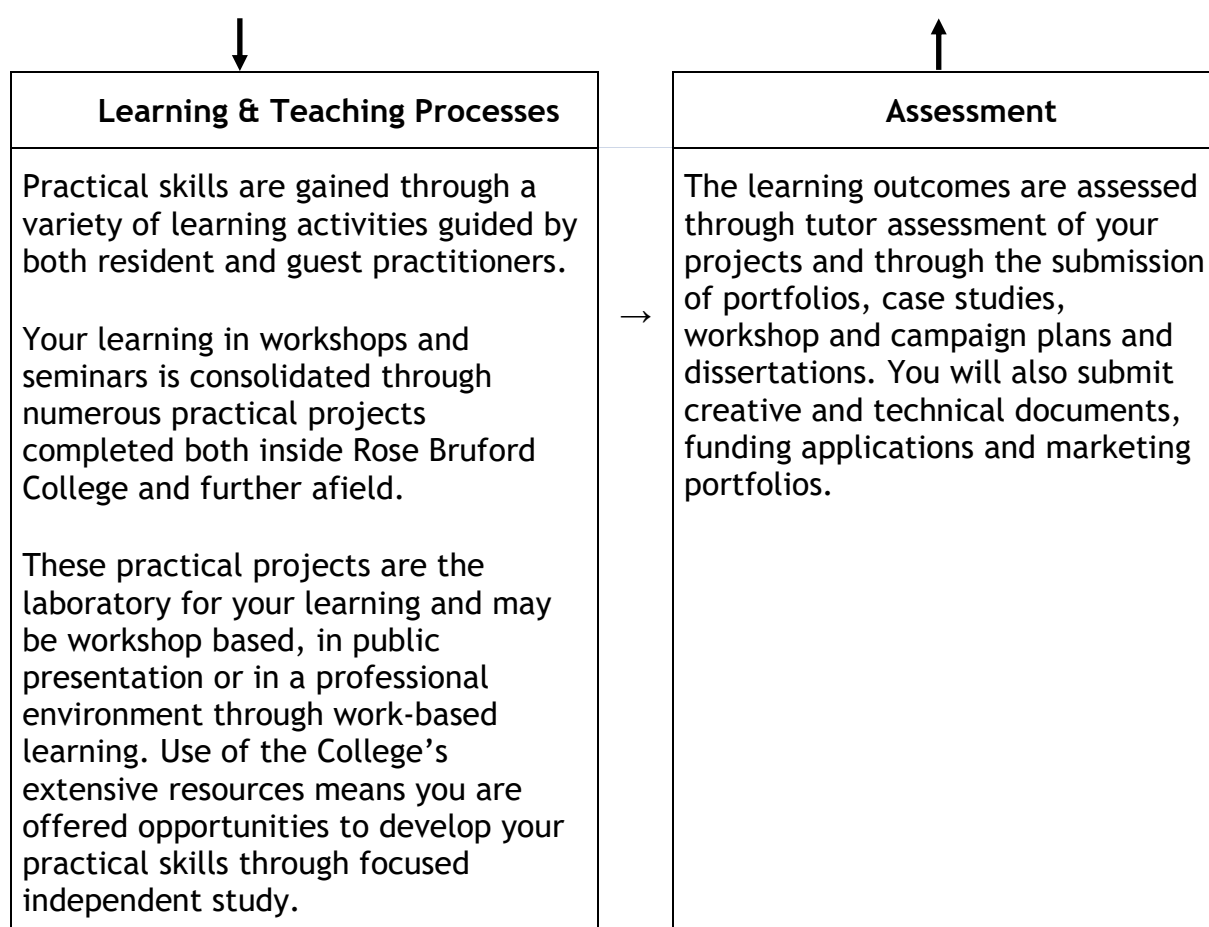 Learning & Teaching Processes
Practical skills are gained through a
variety of learning activities guided by
both resident and guest practitioners.
Your learning in workshops and
seminars is consolidated through
numerous practical projects
completed both inside Rose Bruford
College and further afield.
These practical projects are the
laboratory for your learning and may
be workshop based, in public
presentation or in a professional
environment through work-based
learning. Use of the College’s
extensive resources means you are
offered opportunities to develop your
practical skills through focused
independent study.
→
Assessment
The learning outcomes are assessed
through tutor assessment of your
projects and through the submission
of portfolios, case studies,
workshop and campaign plans and
dissertations. You will also submit
creative and technical documents,
funding applications and marketing
portfolios.